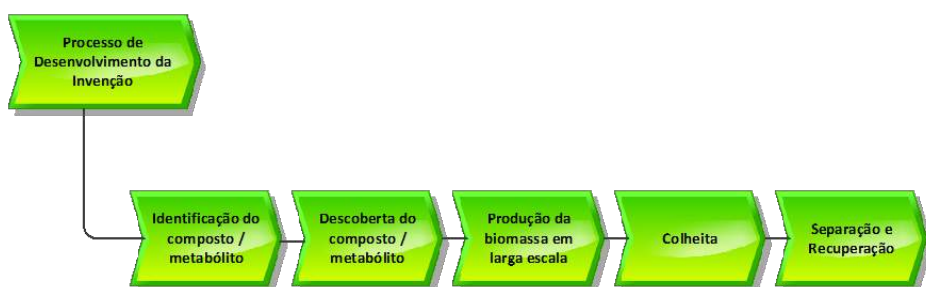 Processo de
Desenvolvimento da
Invenção
Identificação do
composto /
metabólito
Descoberta do
composto /
metabólito
Produção da
biomassa em
larga escala
Colheita
Separação e
Recuperação